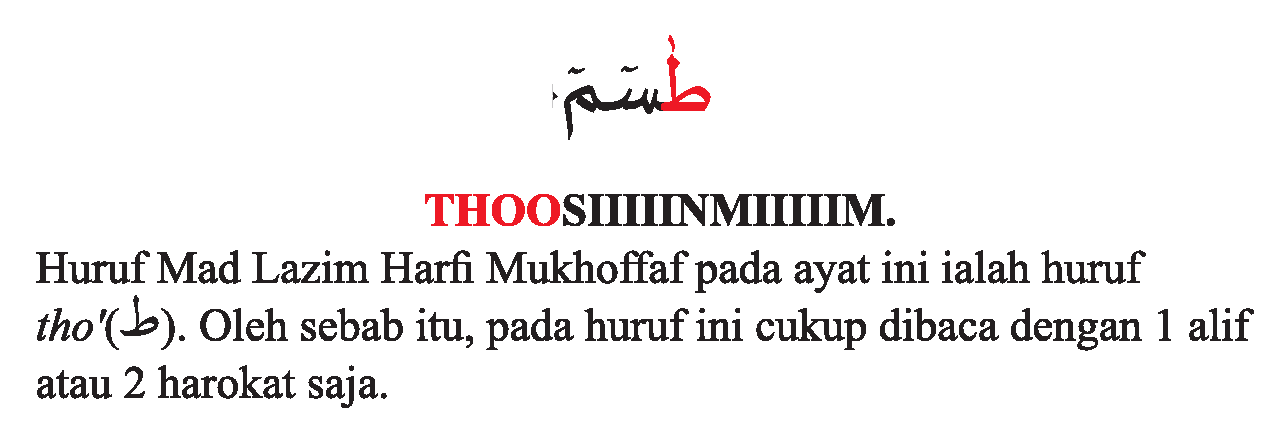 طٰسٓمٓ
THOOSIIIIINMIIIIIM.
Huruf Mad Lazim Harfi Mukhoffaf pada ayat ini ialah huruf
tho'(ط). Oleh sebab itu, pada huruf ini cukup dibaca dengan 1 alif
atau 2 harokat saja.